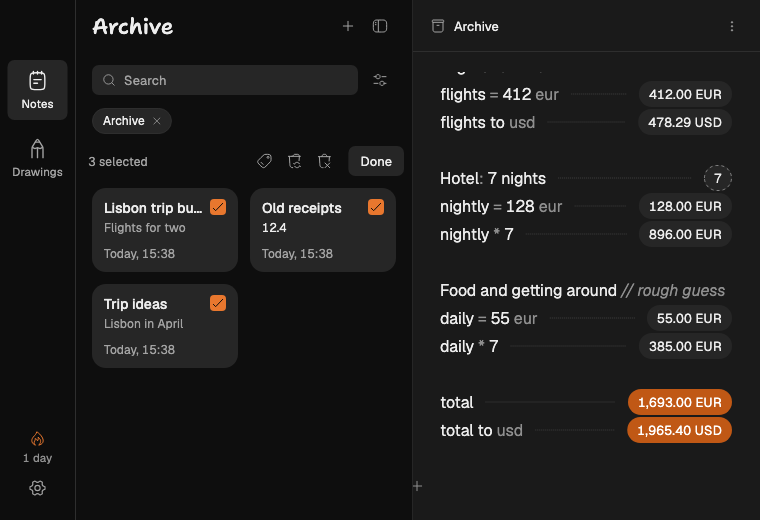 Archive
Search
Archive
3 selected
Done
Lisbon trip bu...
Flights for two
Today, 15:38
Old receipts
12.4
Today, 15:38
Trip ideas
Lisbon in April
Today, 15:38
Notes
Drawings
1 day
Archive
flights = 412 eur 412.00 EUR
flights to usd 478.29 USD
Hotel: 7 nights 7
nightly = 128 eur 128.00 EUR
nightly * 7 896.00 EUR
Food and getting around // rough guess
daily = 55 eur 55.00 EUR
daily * 7 385.00 EUR
total 1,693.00 EUR
total to usd 1,965.40 USD